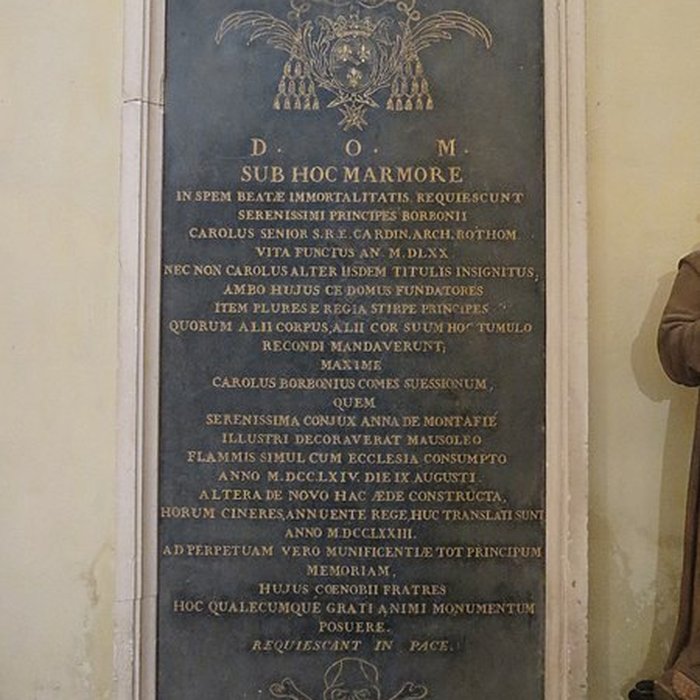 D. O. M.
SUB HOC MARMORE
IN SPEM BEATÆ IMMORTALITATIS REQUIESCUNT
SERENISSIMI PRINCIPES BORBONII
CAROLUS SENIOR S.R.E. CARDIN. ARCH. ROTHOM.
VITA FUNCTUS AN. M.DLXX.
NEC NON CAROLUS ALTER IISDEM TITULIS INSIGNITUS,
AMBO HUJUS CE DOMUS FUNDATORES
ITEM PLURES E REGIA STIRPE PRINCIPES
QUORUM ALII CORPUS, ALII COR SUUM HOC TUMULO
RECONDI MANDAVERUNT;
MAXIME
CAROLUS BORBONIUS COMES SUESSIONUM,
QUEM
SERENISSIMA CONJUX ANNA DE MONTAFIÉ
ILLUSTRI DECORAVERAT MAUSOLEO
FLAMMIS SIMUL CUM ECCLESIA CONSUMPTO
ANNO M.DCC.LXIV. DIE IX AUGUSTI.
ALTERA DE NOVO HAC ÆDE CONSTRUCTA,
HORUM CINERES, ANNUENTE REGE, HUC TRANSLATI SUNT
ANNO M.DCCLXXIII.
AD PERPETUAM VERO MUNIFICENTIÆ TOT PRINCIPUM
MEMORIAM,
HUJUS CŒNOBII FRATRES
HOC QUALECUMQUE GRATI ANIMI MONUMENTUM
POSUERE.
REQUIESCANT IN PACE.